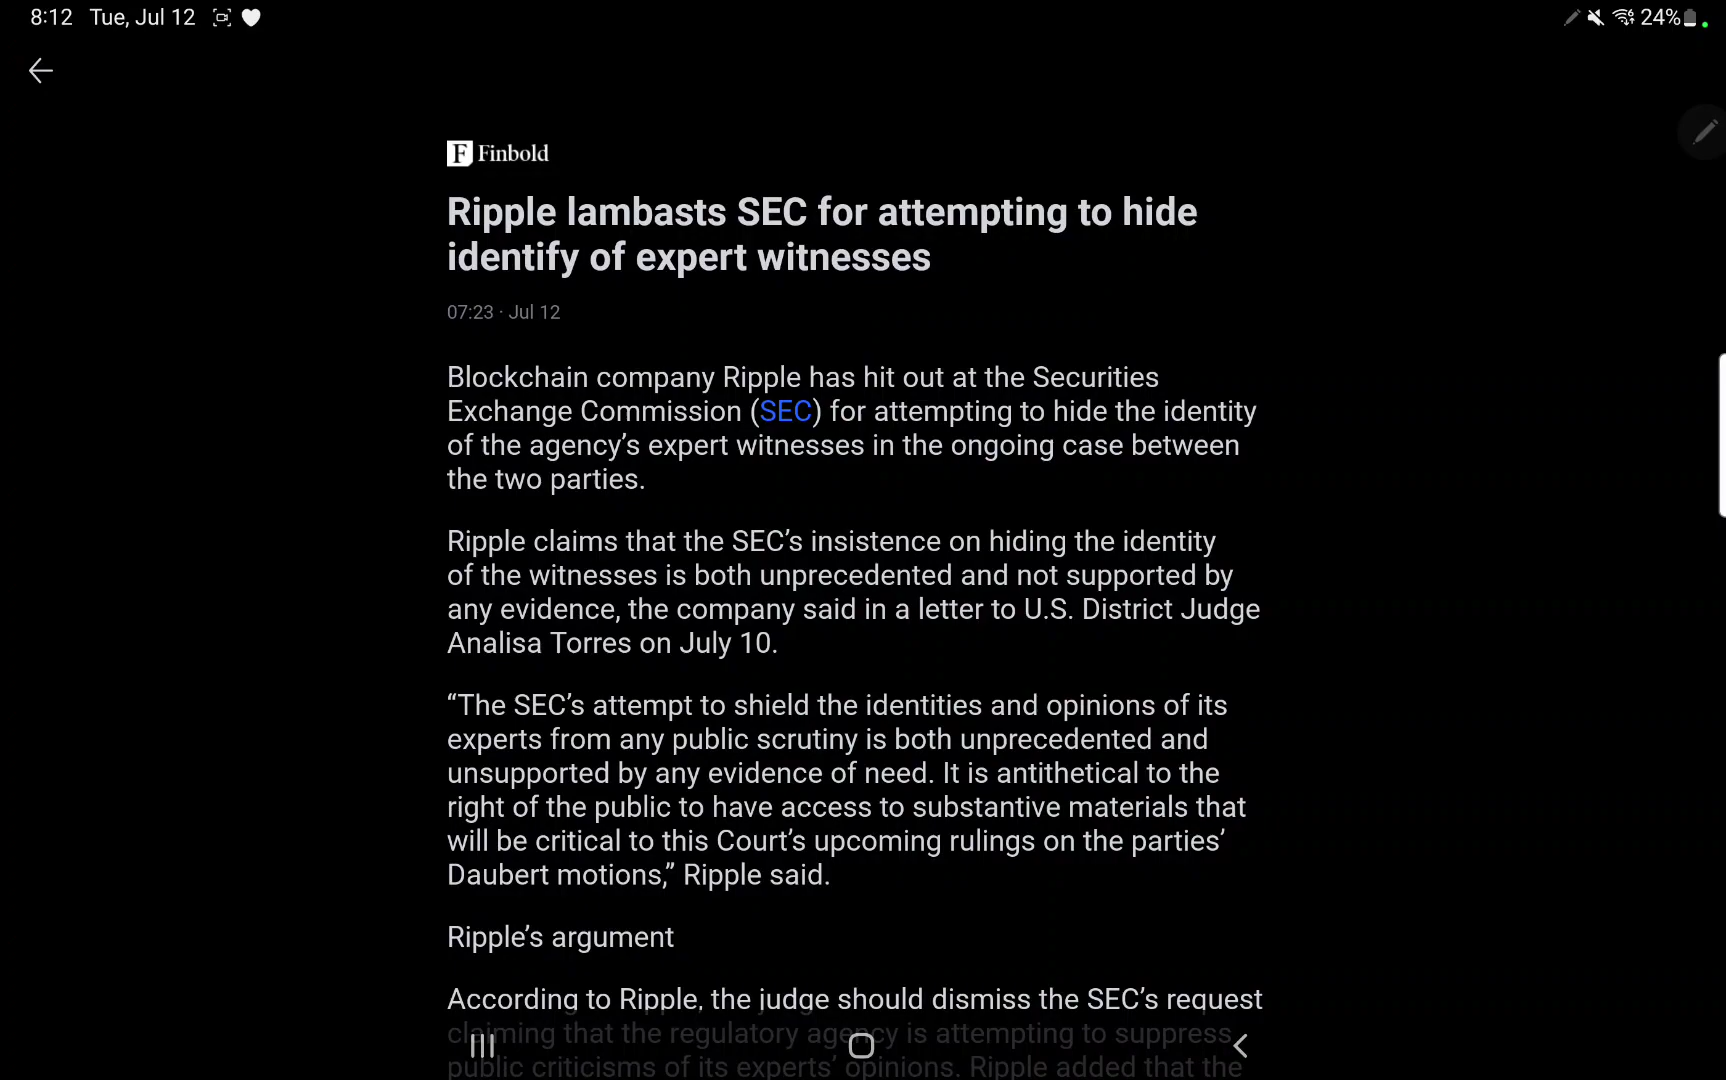 8:12 Tue, Jul 12
24%
F Finbold
Ripple lambasts SEC for attempting to hide
identify of expert witnesses
07:23 · Jul 12
Blockchain company Ripple has hit out at the Securities
Exchange Commission (SEC) for attempting to hide the identity
of the agency’s expert witnesses in the ongoing case between
the two parties.
Ripple claims that the SEC’s insistence on hiding the identity
of the witnesses is both unprecedented and not supported by
any evidence, the company said in a letter to U.S. District Judge
Analisa Torres on July 10.
“The SEC’s attempt to shield the identities and opinions of its
experts from any public scrutiny is both unprecedented and
unsupported by any evidence of need. It is antithetical to the
right of the public to have access to substantive materials that
will be critical to this Court’s upcoming rulings on the parties’
Daubert motions,” Ripple said.
Ripple’s argument
According to Ripple, the judge should dismiss the SEC’s request
claiming that the regulatory agency is attempting to suppress
public criticisms of its experts’ opinions. Ripple added that the